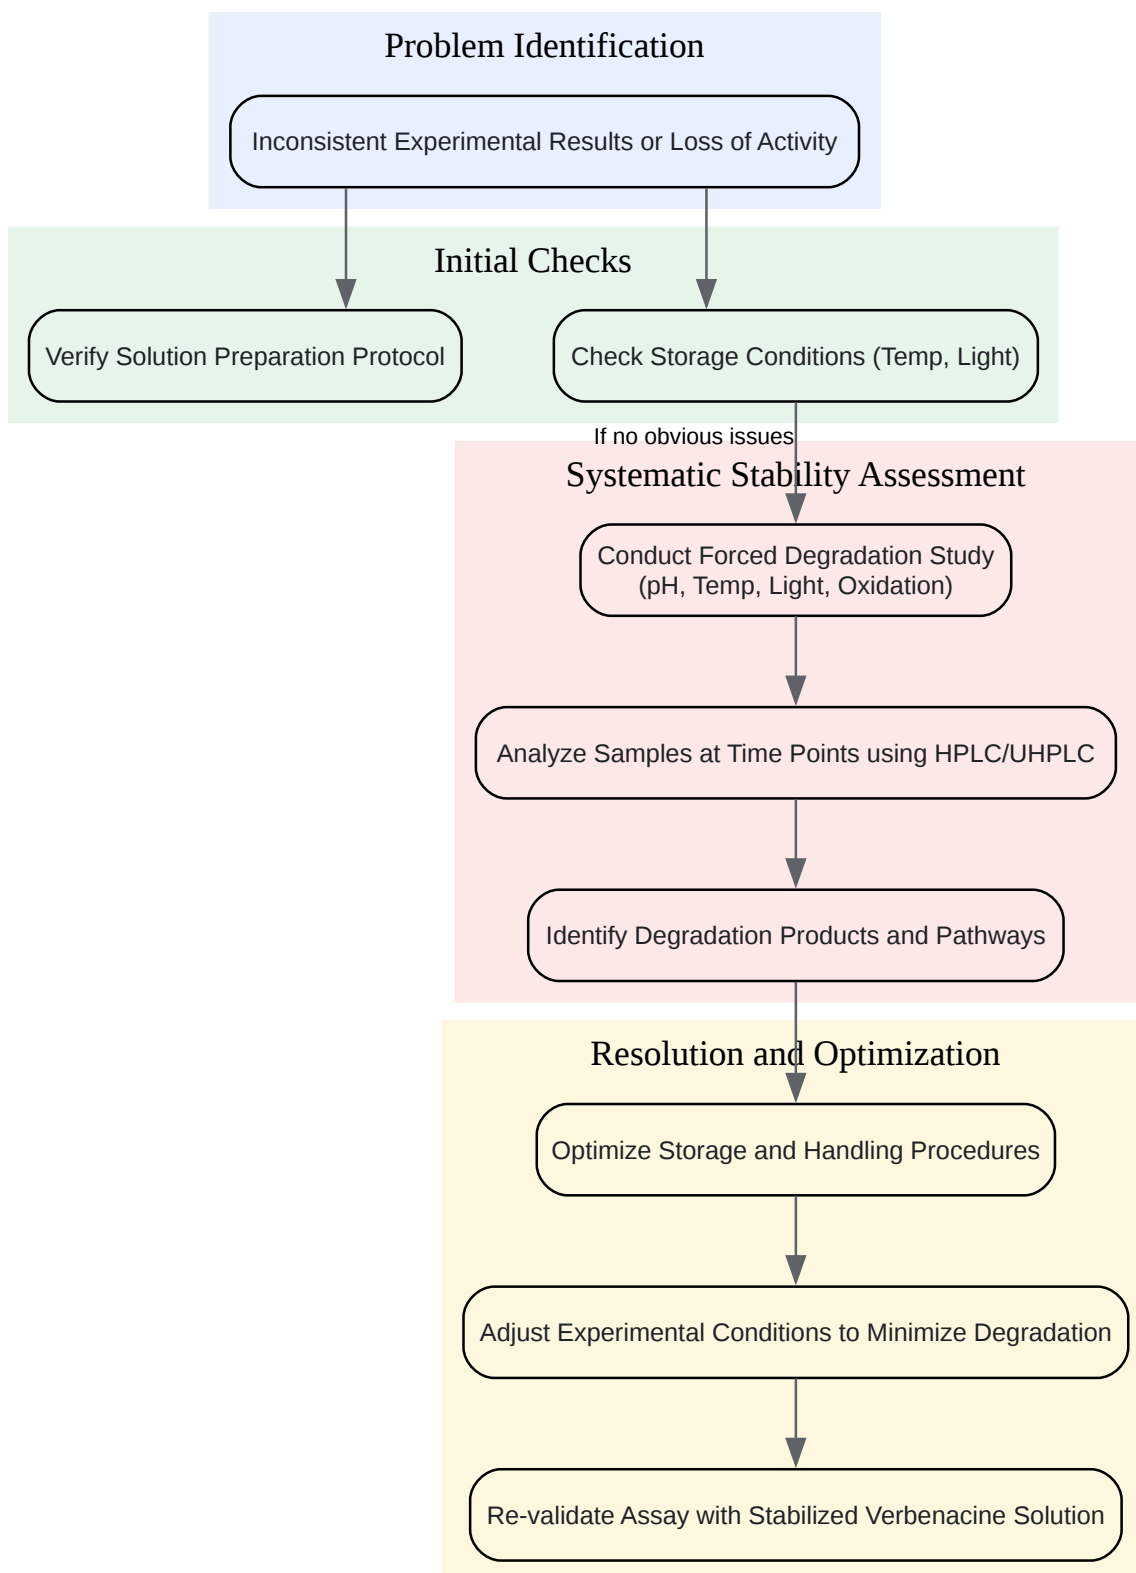 Problem Identification
Inconsistent Experimental Results or Loss of Activity
Initial Checks
Verify Solution Preparation Protocol
Check Storage Conditions (Temp, Light)
If no obvious issues
Systematic Stability Assessment
Conduct Forced Degradation Study
(pH, Temp, Light, Oxidation)
Analyze Samples at Time Points using HPLC/UHPLC
Identify Degradation Products and Pathways
Resolution and Optimization
Optimize Storage and Handling Procedures
Adjust Experimental Conditions to Minimize Degradation
Re-validate Assay with Stabilized Verbenacine Solution